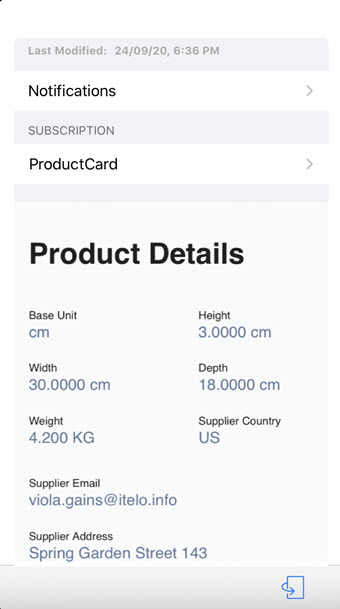 Last Modified: 24/09/20, 6:36 PM
Notifications
SUBSCRIPTION
ProductCard
Product Details
Base Unit Height
cm 3.0000 cm
Width Depth
30.0000 cm 18.0000 cm
Weight Supplier Country
4.200 KG US
Supplier Email
viola.gains@itelo.info
Supplier Address
Spring Garden Street 143